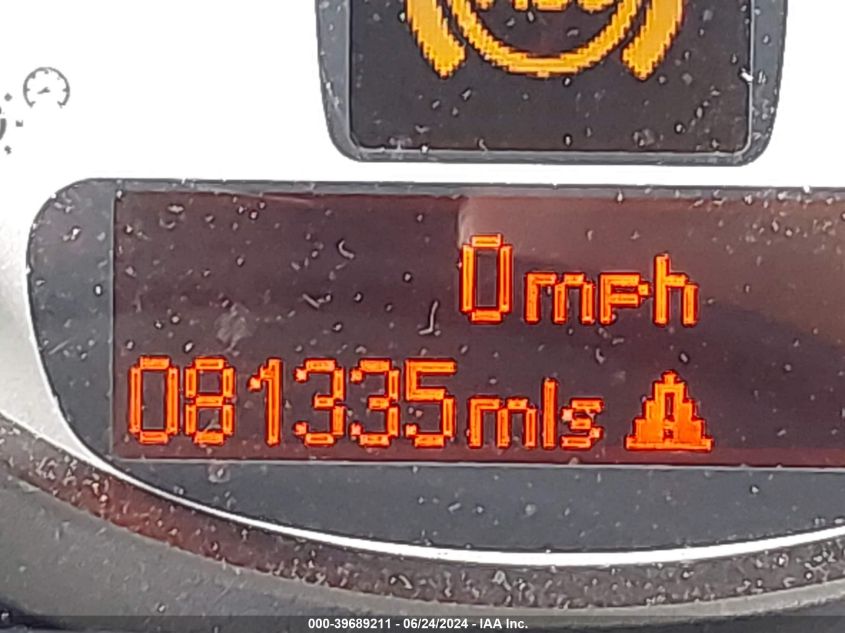 0mph
081335mls
000-39689211 - 06/24/2024 - IAA Inc.